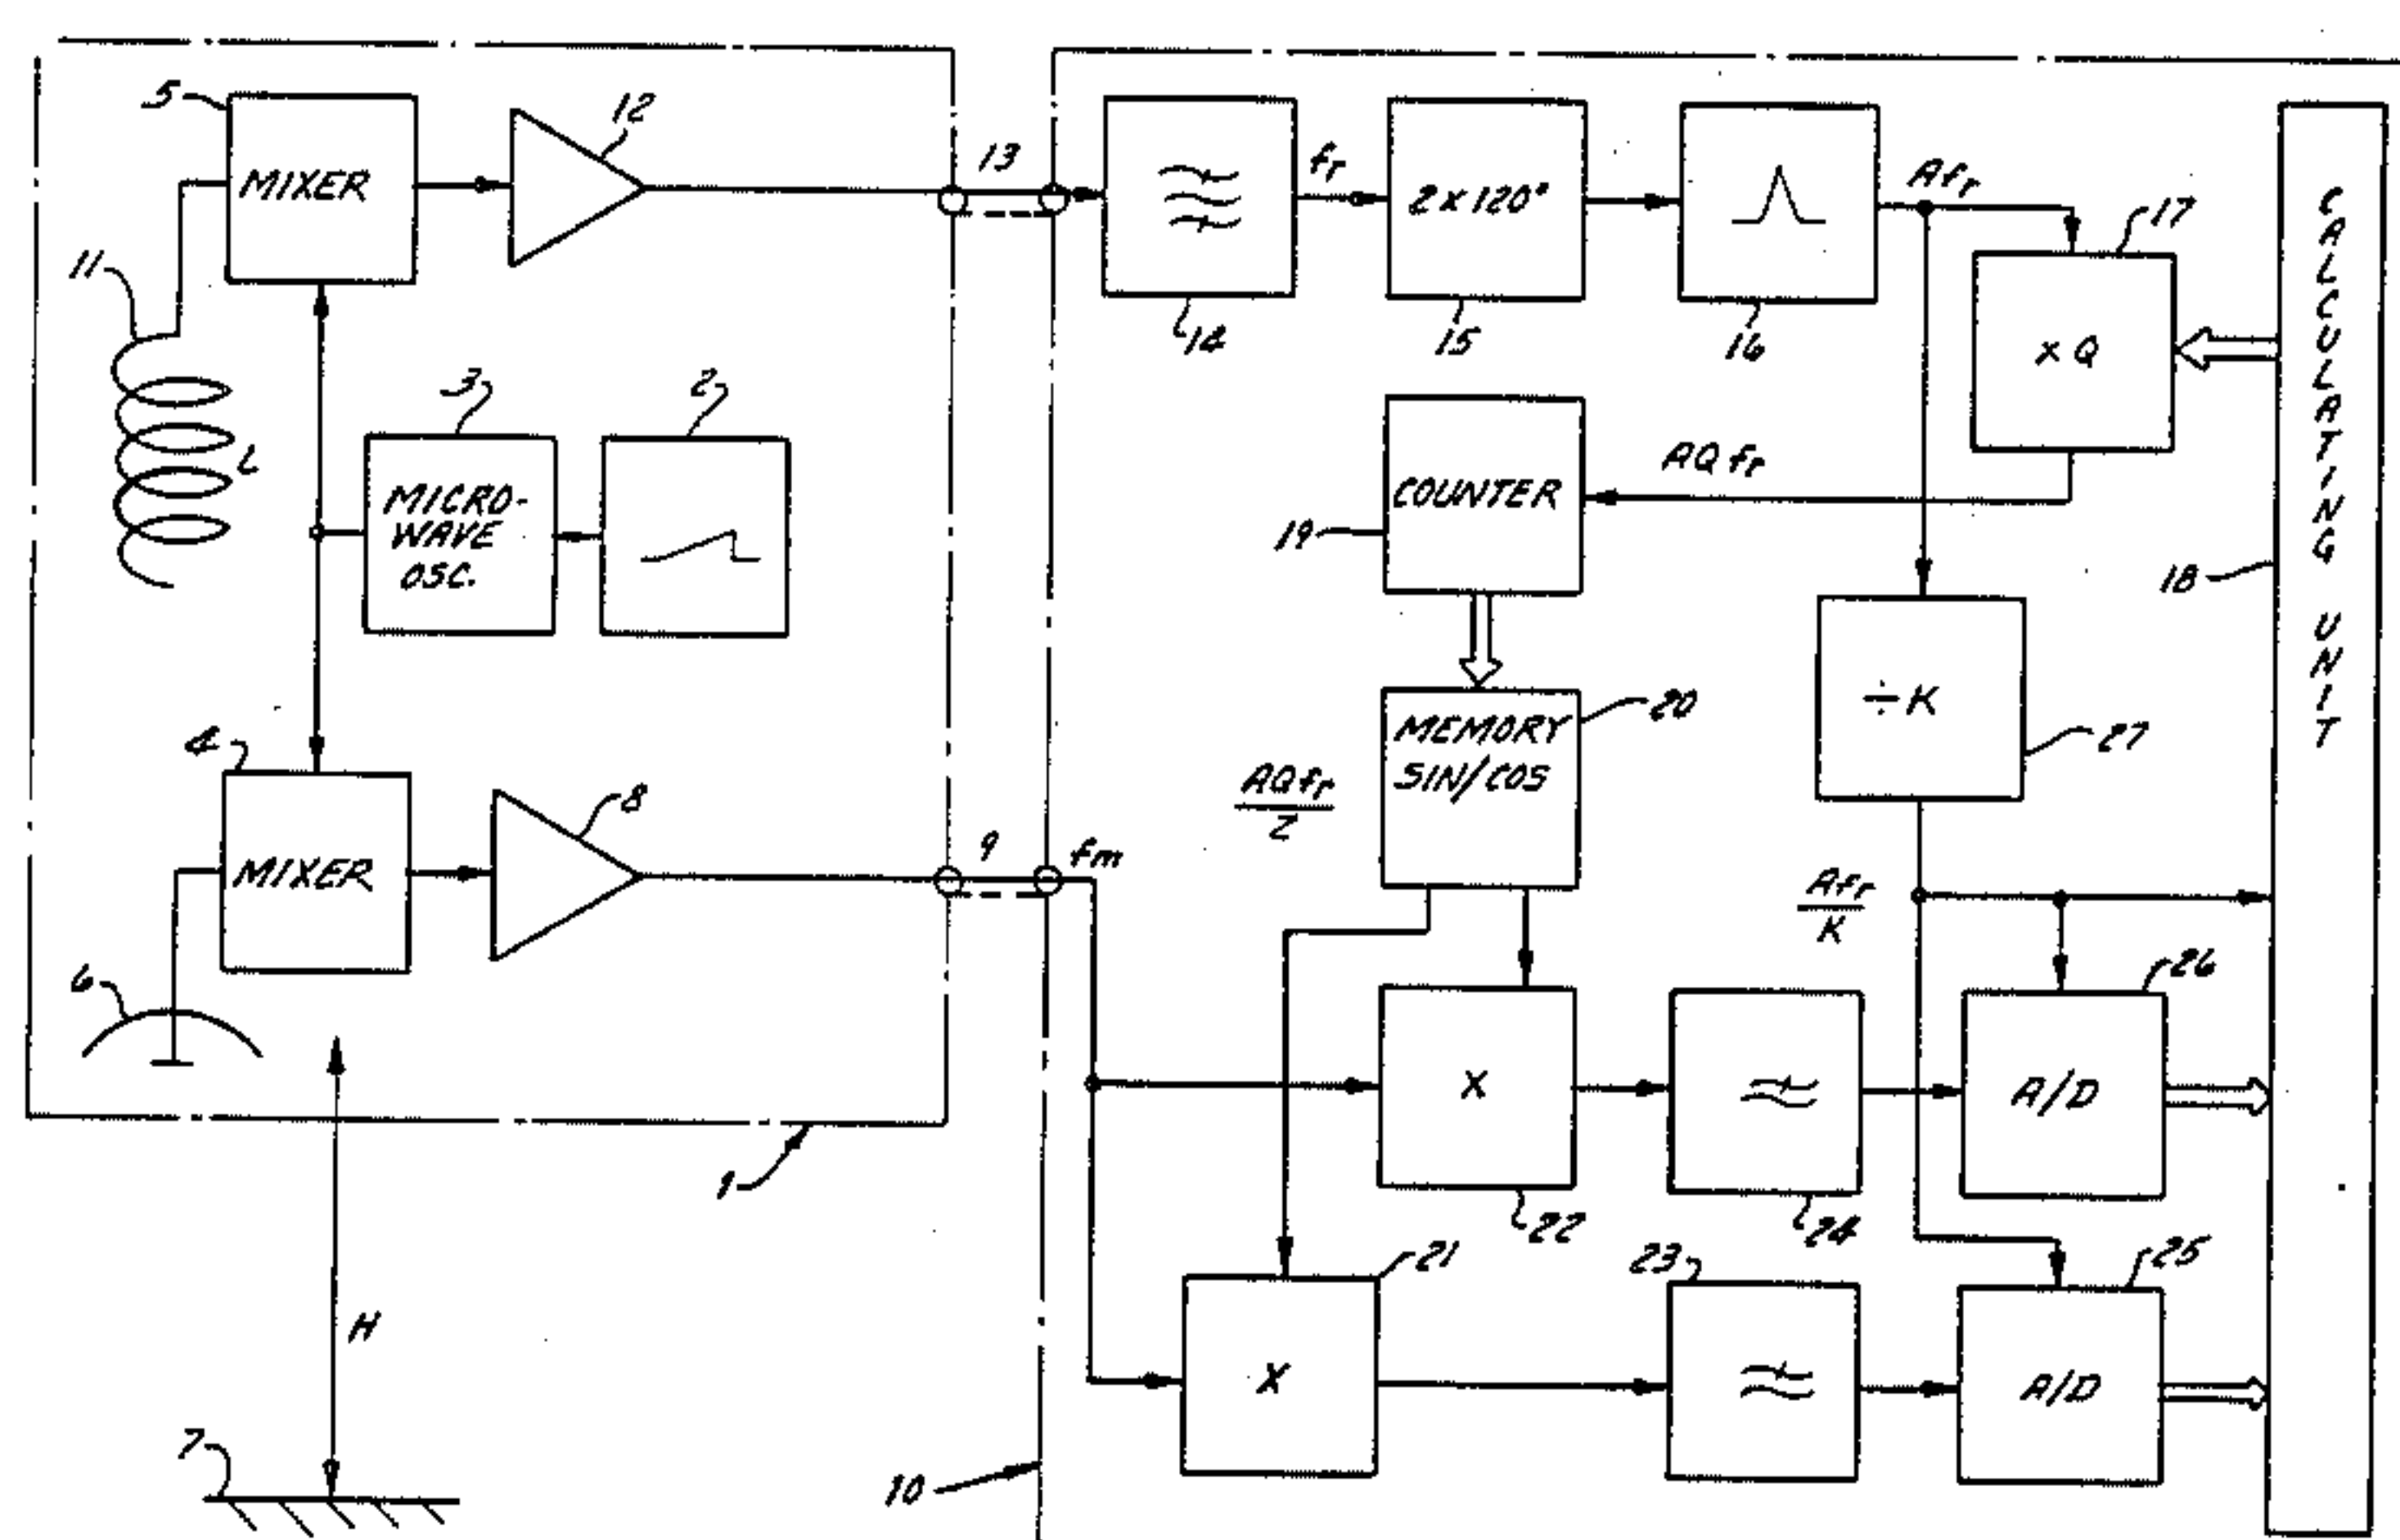 5
MIXER
12
13
fr
2 x 120°
Afr
17
11
14
15
16
x Q
CALCULATING UNIT
3
2
L
MICRO-
WAVE
OSC.
COUNTER
19
AQ fr
18
÷ K
27
4
MIXER
8
9
fm
MEMORY
SIN/COS
20
AQfr
Z
Afr
K
6
X
22
24
A/D
26
1
H
X
21
23
A/D
25
7
10